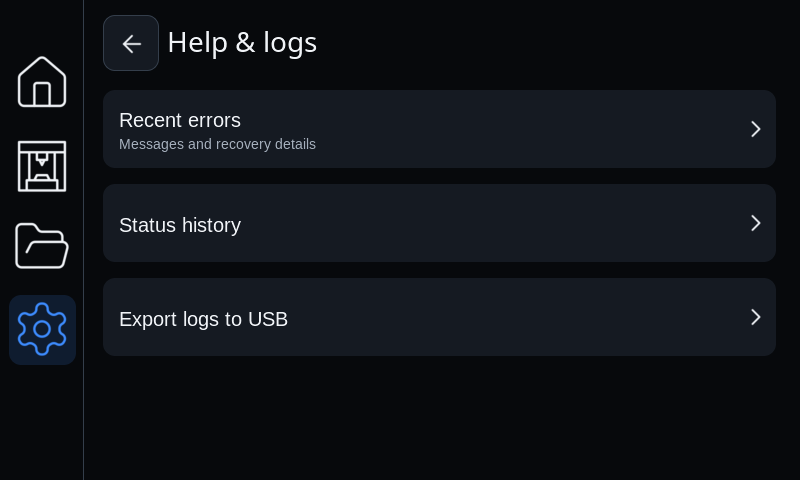 Help & logs
Recent errors
Messages and recovery details
Status history
Export logs to USB